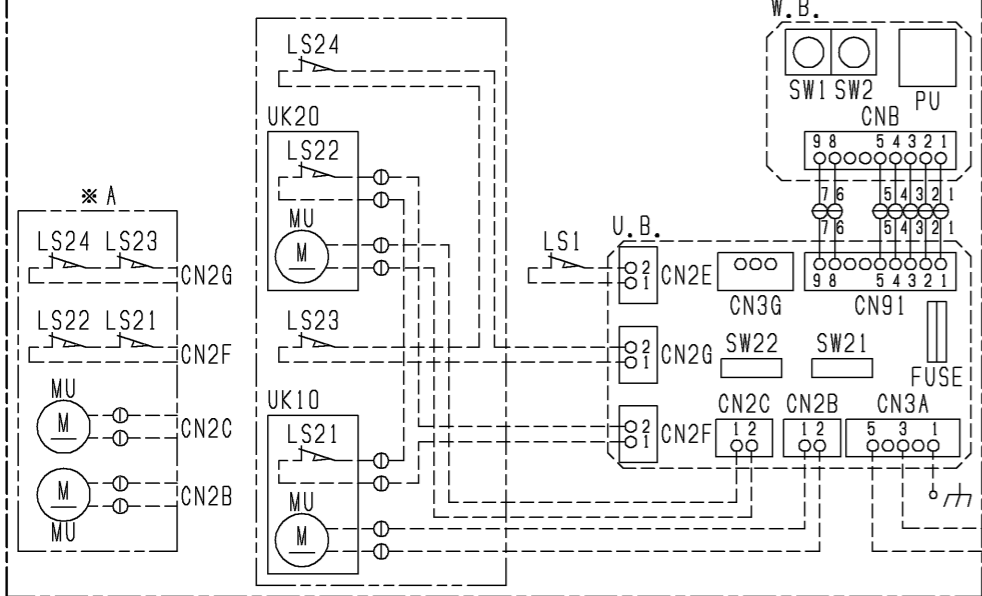 W.B.
SW1 SW2
PU
CNB
9 8 5 4 3 2 1
7 6 5 4 3 2 1
7 6 5 4 3 2 1
9 8 5 4 3 2 1
CN91
LS24
UK20
LS22
MU
M
LS23
UK10
LS21
MU
M
※A
LS24 LS23
CN2G
LS22 LS21
CN2F
MU
M
CN2C
M
CN2B
MU
U.B.
LS1
2
1
CN2E
CN3G
2
1
CN2G
SW22
SW21
FUSE
2
1
CN2F
CN2C
1 2
CN2B
1 2
CN3A
5 3 1